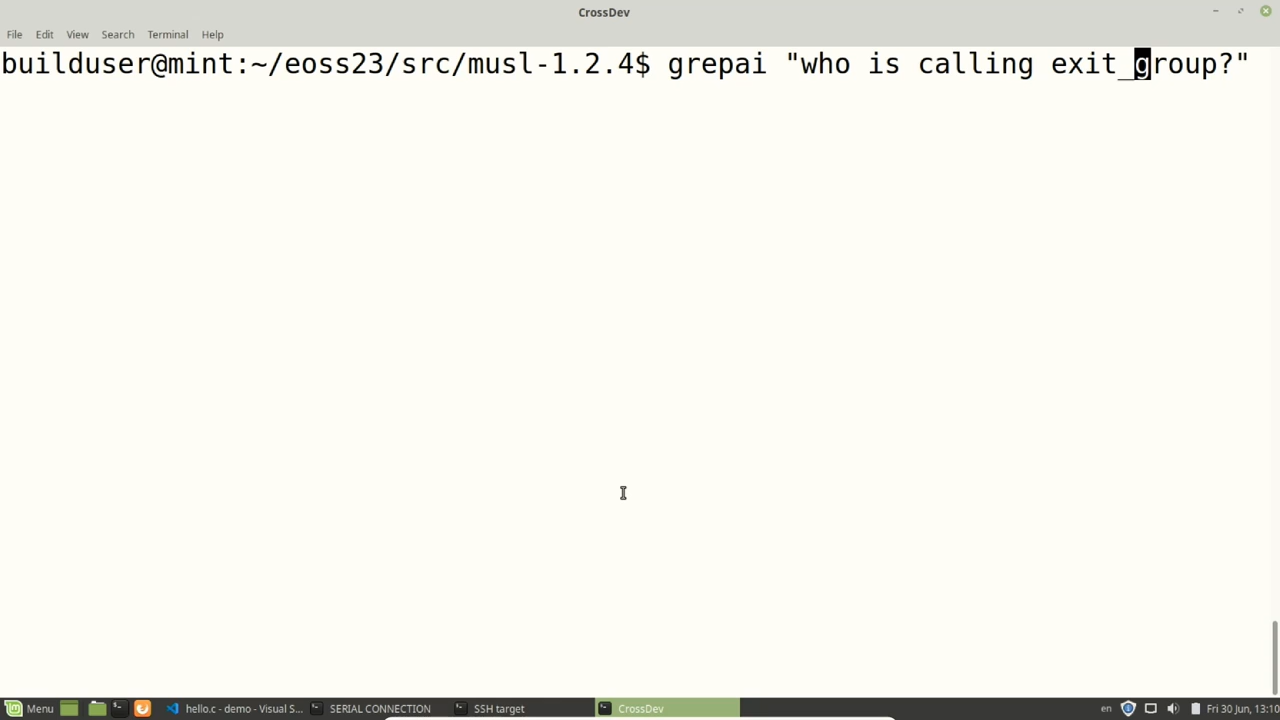 CrossDev
File Edit View Search Terminal Help
builduser@mint:~/eoss23/src/musl-1.2.4$ grepai "who is calling exit_group?"
Menu hello.c - demo - Visual S... SERIAL CONNECTION SSH target CrossDev en Fri 30 Jun, 13:10